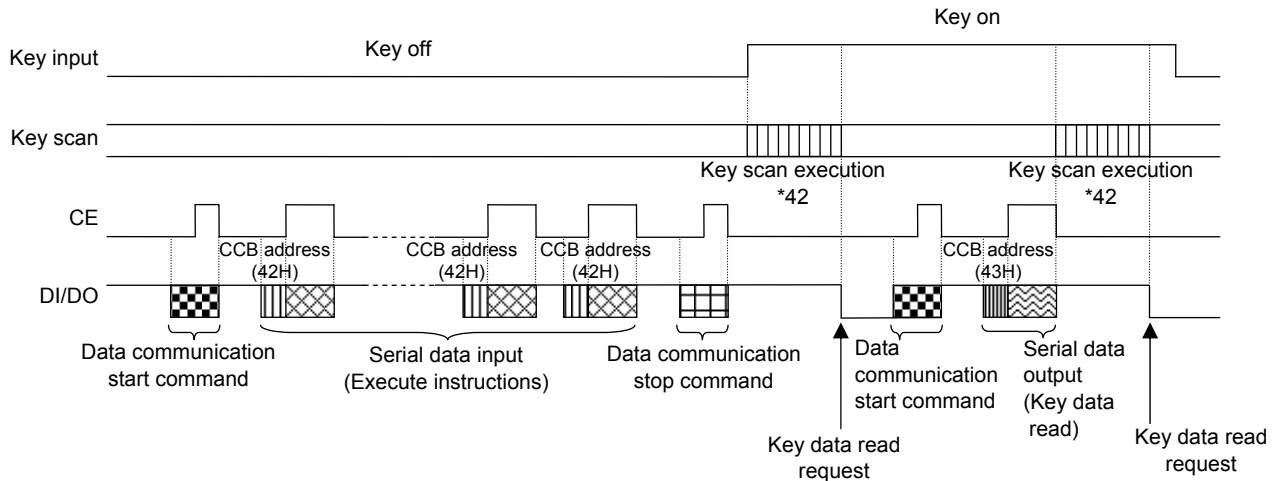 Key on
Key off
Key input
Key scan
Key scan execution
*42
Key scan execution
*42
CE
CCB address
(42H)
CCB address
(42H)
CCB address
(42H)
CCB address
(43H)
DI/DO
Data communication
start command
Serial data input
(Execute instructions)
Data communication
stop command
Data
communication
start command
Serial data
output
(Key data
read)
Key data read
request
Key data read
request